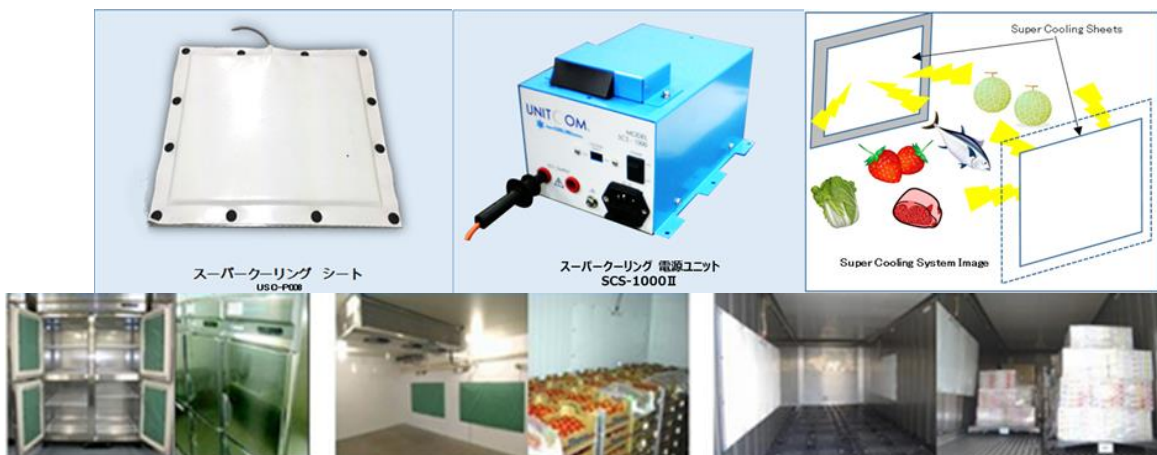 スーパークーリング シート
USO-P008
UNITCOM
MODEL
SCS-1000
スーパークーリング 電源ユニット
SCS-1000Ⅱ
Super Cooling Sheets
Super Cooling System Image